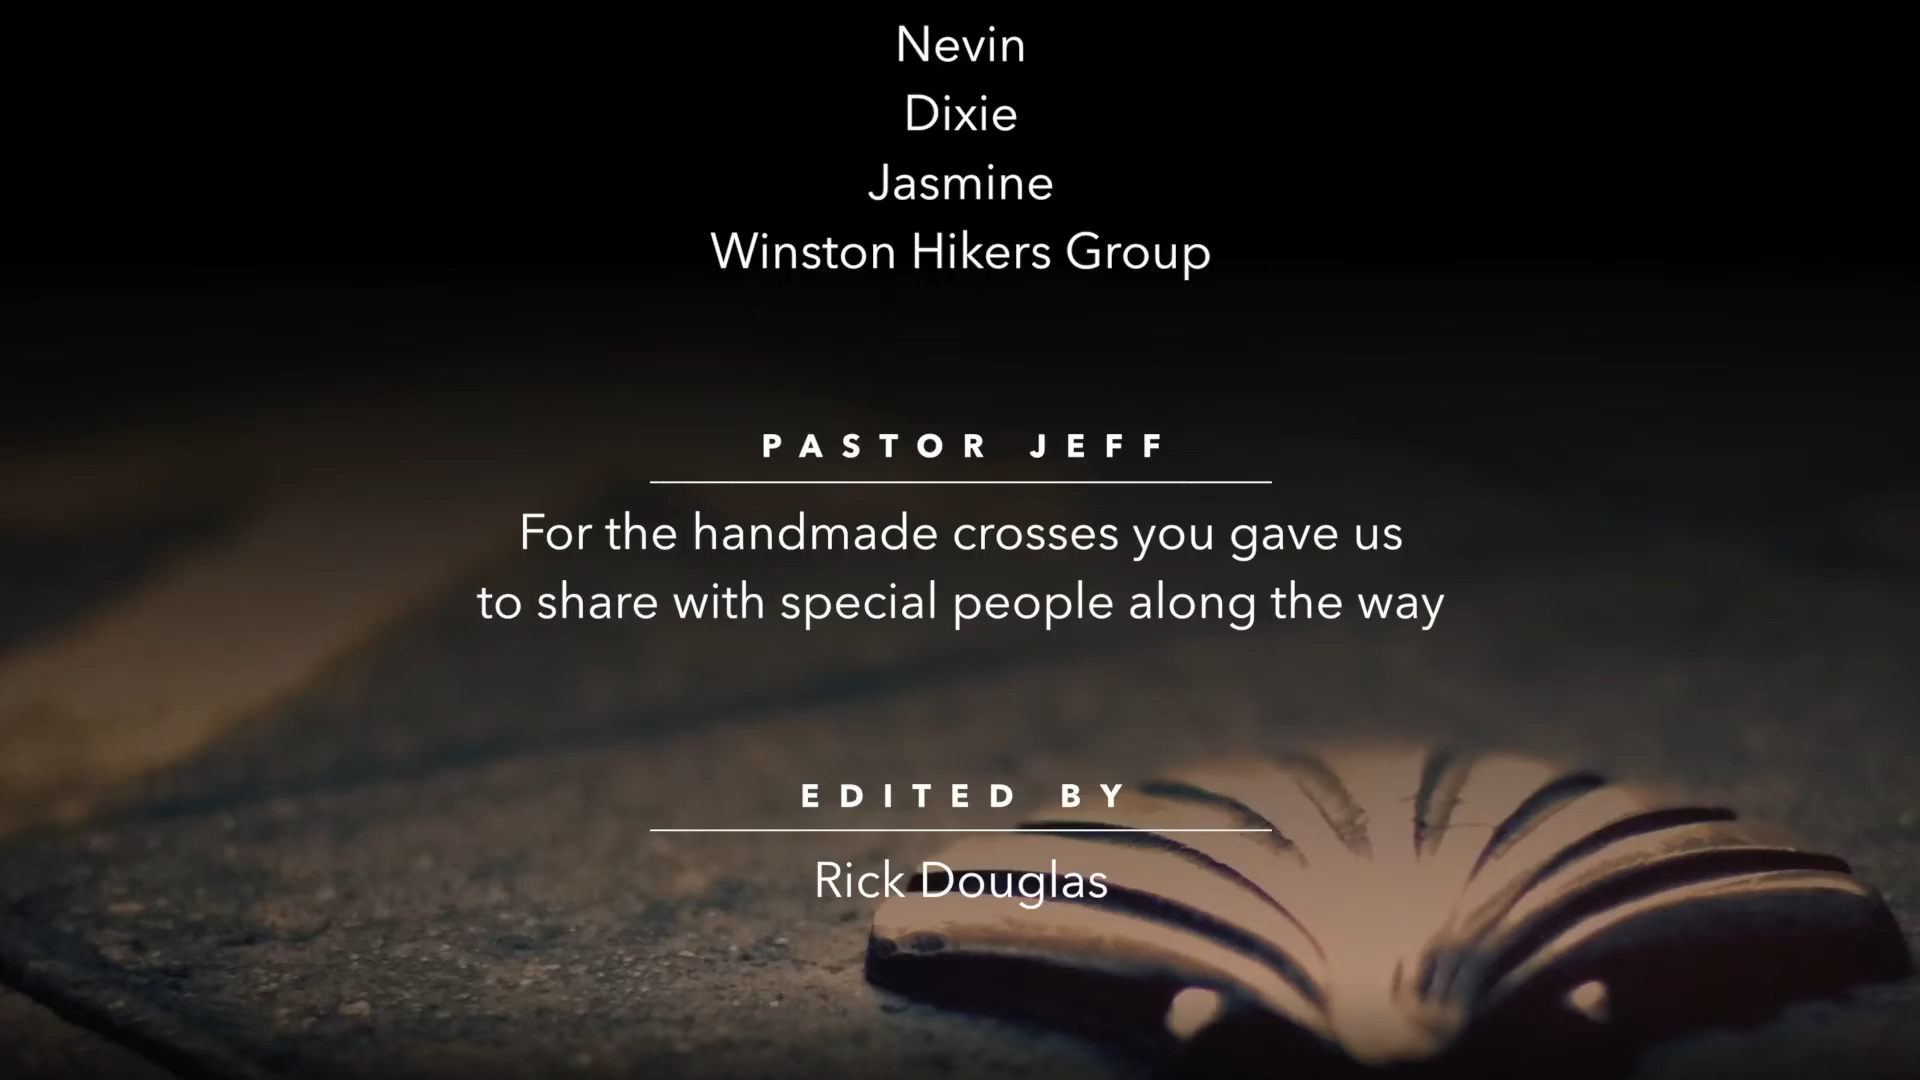 Nevin
Dixie
Jasmine
Winston Hikers Group
PASTOR JEFF
For the handmade crosses you gave us
to share with special people along the way
EDITED BY
Rick Douglas